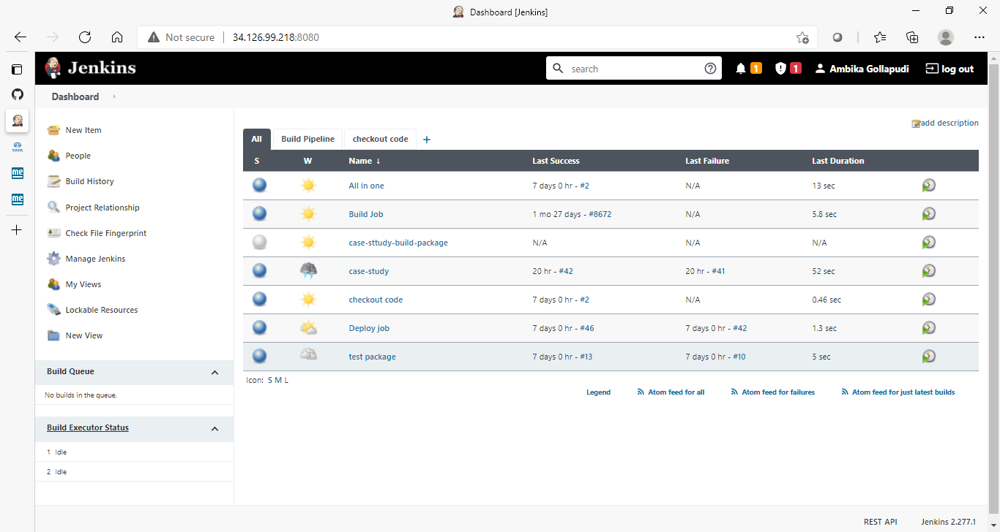 Dashboard [Jenkins]
Not secure 34.126.99.218:8080
Jenkins search 1 1 Ambika Gollapudi log out
Dashboard
add description
New Item
People
Build History
Project Relationship
Check File Fingerprint
Manage Jenkins
My Views
Lockable Resources
New View
Build Queue
No builds in the queue.
Build Executor Status
1 Idle
2 Idle
All Build Pipeline checkout code +
S W Name ↓ Last Success Last Failure Last Duration
All in one 7 days 0 hr - #2 N/A 13 sec
Build Job 1 mo 27 days - #8672 N/A 5.8 sec
case-sttudy-build-package N/A N/A N/A
case-study 20 hr - #42 20 hr - #41 52 sec
checkout code 7 days 0 hr - #2 N/A 0.46 sec
Deploy job 7 days 0 hr - #46 7 days 0 hr - #42 1.3 sec
test package 7 days 0 hr - #13 7 days 0 hr - #10 5 sec
Icon: S M L
Legend Atom feed for all Atom feed for failures Atom feed for just latest builds
TATA
me
me
REST API Jenkins 2.277.1